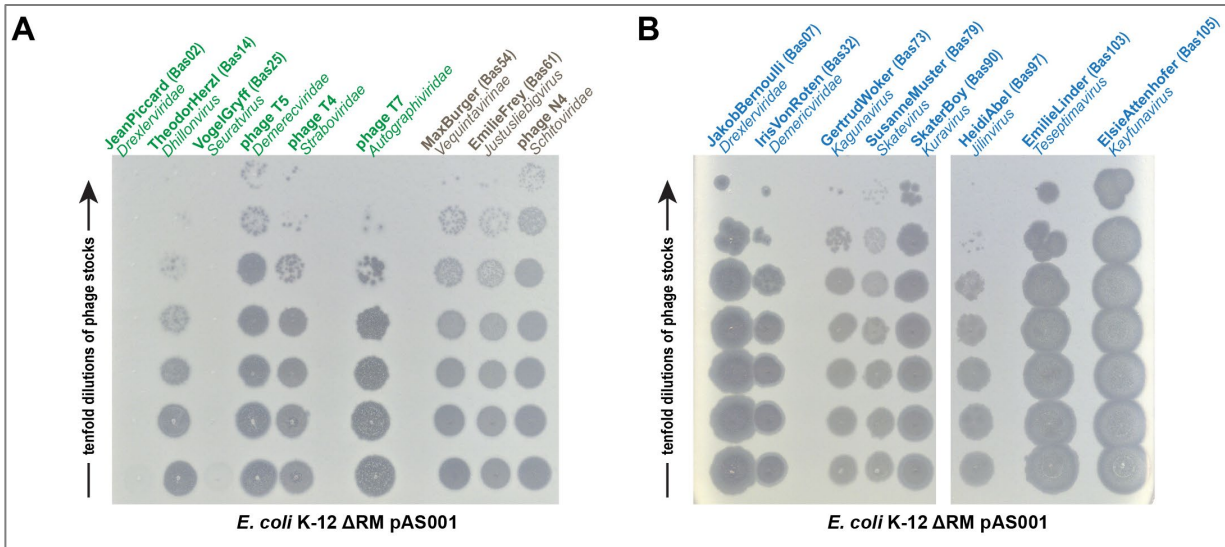 A
JeanPiccard (Bas02)
Drexlerviridae
TheodorHerzl (Bas14)
Dhillonvirus
VogelGryff (Bas25)
Seuratvirus
phage T5
Demerecviridae
phage T4
Straboviridae
phage T7
Autographiviridae
MaxBurger (Bas54)
Vequintavirinae
EmilieFrey (Bas61)
Justusliebigvirus
phage N4
Schitoviridae
tenfold dilutions of phage stocks
E. coli K-12 ΔRM pAS001
B
JakobBernoulli (Bas07)
Drexlerviridae
IrisVonRoten (Bas32)
Demericviridae
GertrudWoker (Bas73)
Kagunavirus
SusanneMuster (Bas79)
Skatevirus
SkaterBoy (Bas90)
Kuravirus
HeidiAbel (Bas97)
Jilinvirus
EmilieLinder (Bas103)
Teseptimavirus
ElsieAttenhofer (Bas105)
Kayfunavirus
tenfold dilutions of phage stocks
E. coli K-12 ΔRM pAS001